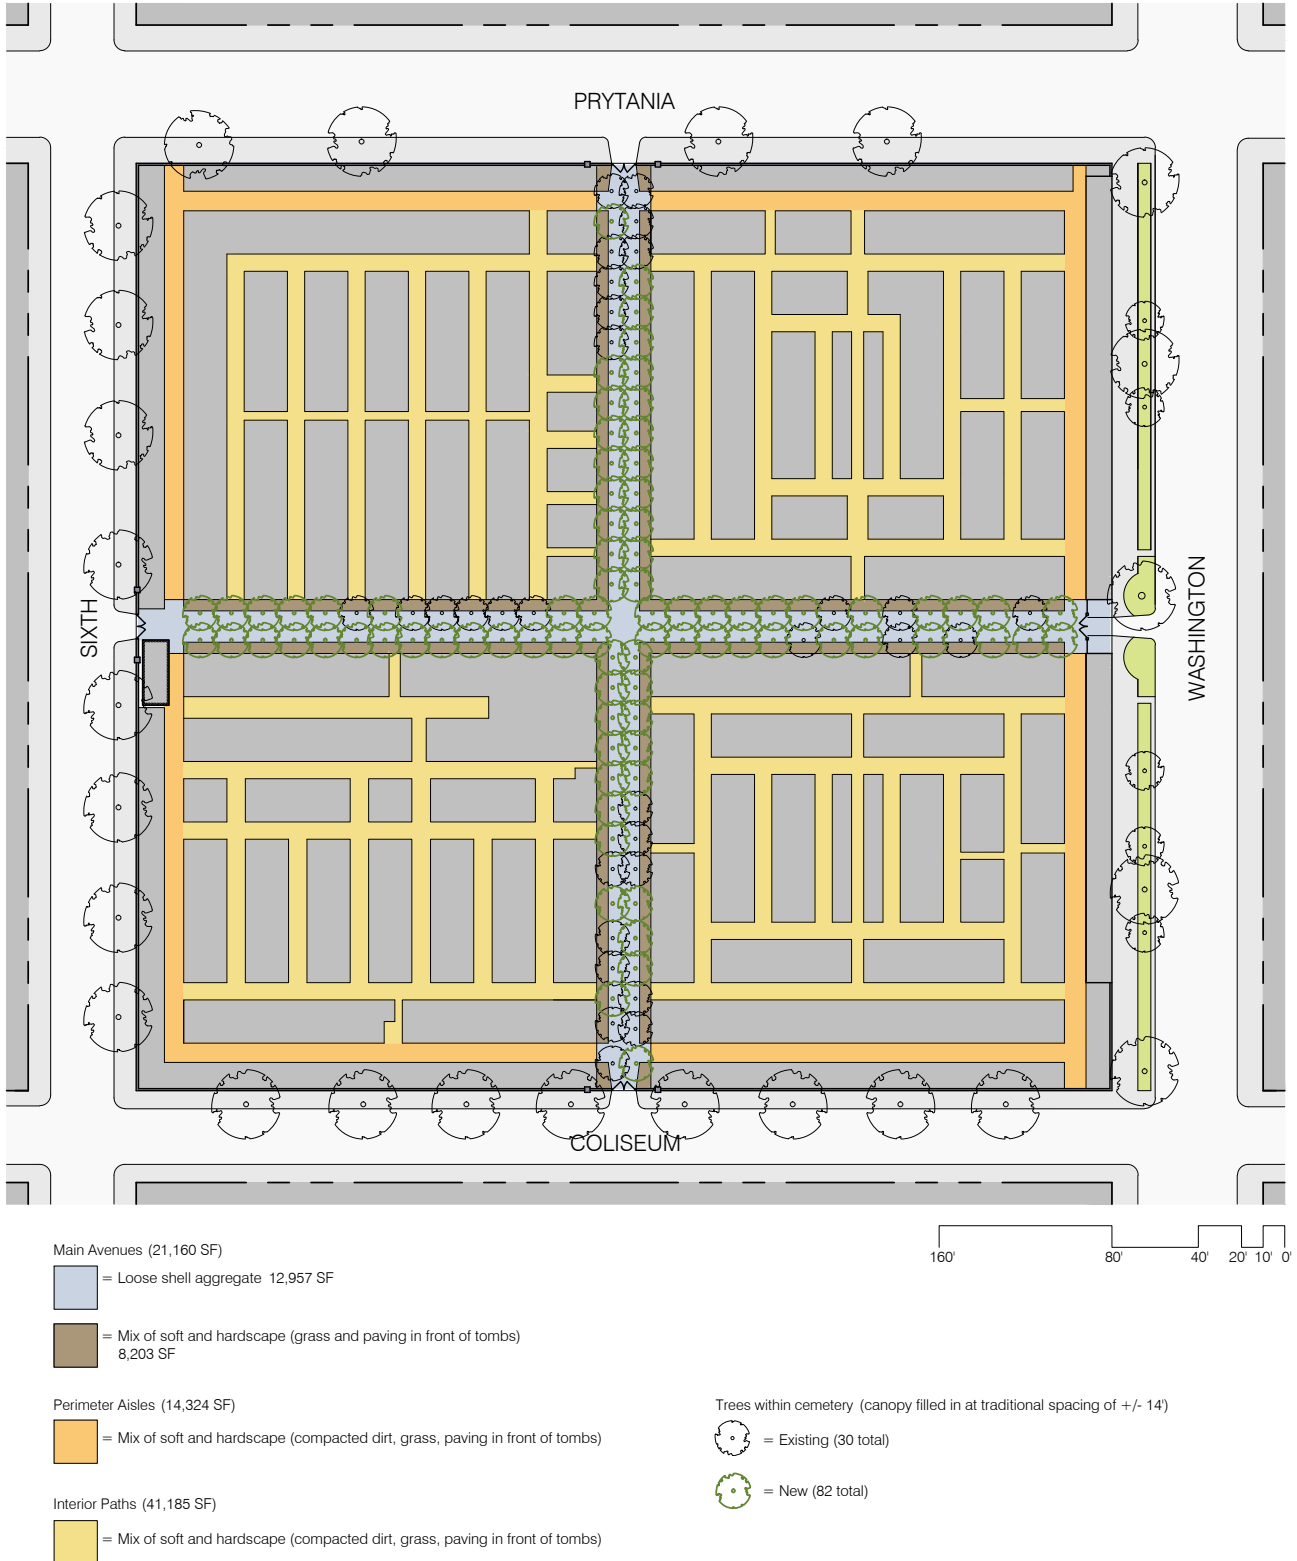 PRYTANIA
SIXTH
WASHINGTON
COLISEUM
160' 80' 40' 20' 10' 0'
Main Avenues (21,160 SF)
= Loose shell aggregate 12,957 SF
= Mix of soft and hardscape (grass and paving in front of tombs)
8,203 SF
Perimeter Aisles (14,324 SF)
= Mix of soft and hardscape (compacted dirt, grass, paving in front of tombs)
Interior Paths (41,185 SF)
= Mix of soft and hardscape (compacted dirt, grass, paving in front of tombs)
Trees within cemetery (canopy filled in at traditional spacing of +/- 14')
= Existing (30 total)
= New (82 total)